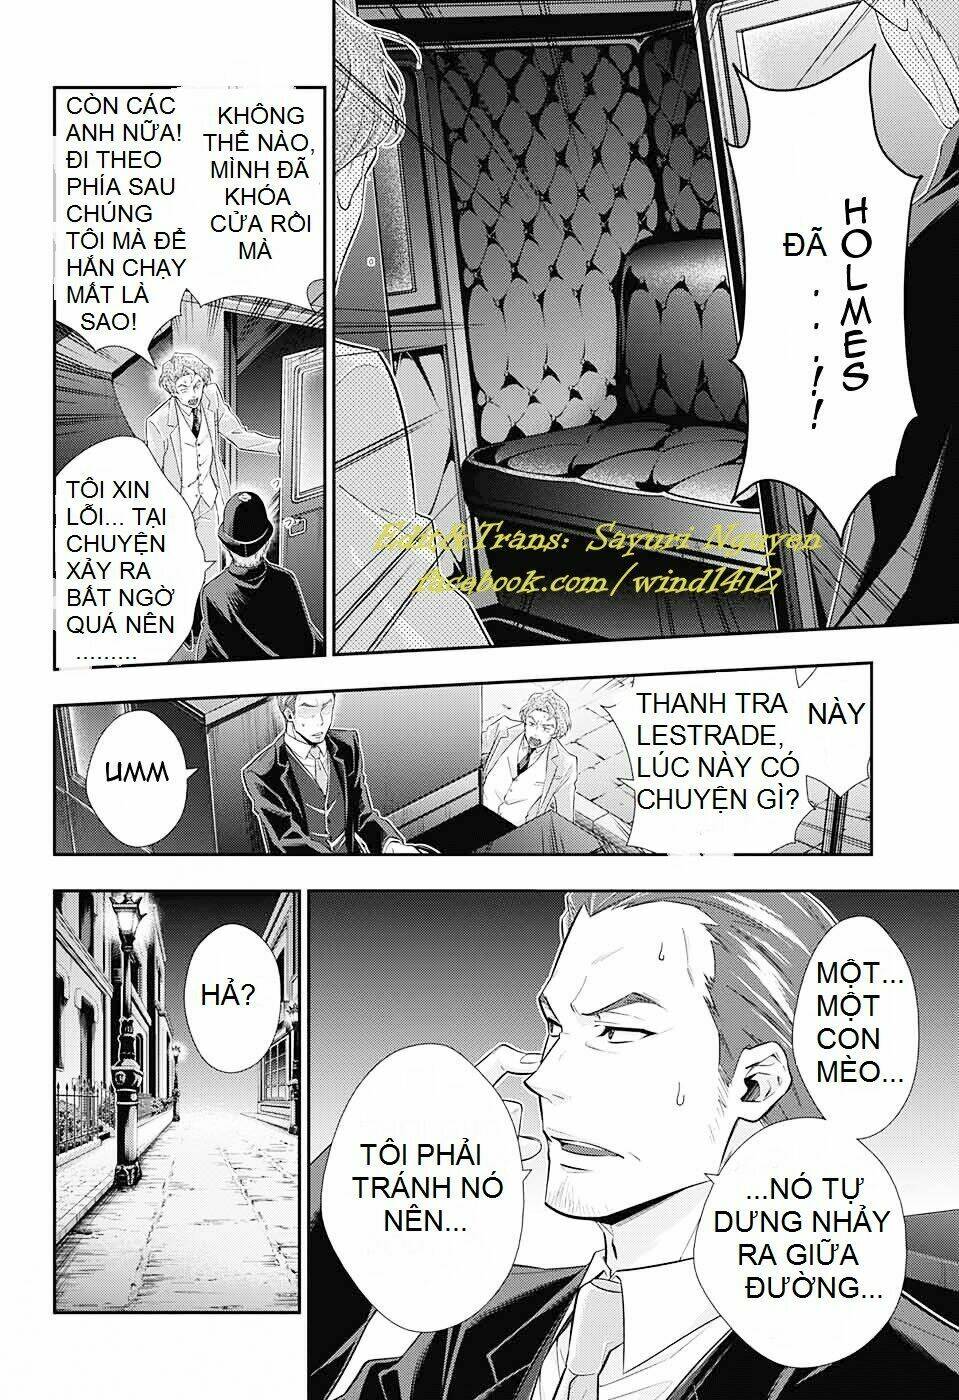 HOLMES
ĐÃ . . . ! !
KHÔNG
THỂ NÀO,
MÌNH ĐÃ
KHÓA
CỬA RỒI
MÀ
CÒN CÁC
ANH NỮA!
ĐI THEO
PHÍA SAU
CHÚNG
TÔI MÀ ĐỂ
HẮN CHẠY
MẤT LÀ
SAO!
TÔI XIN
LỖI... TẠI
CHUYỆN
XẢY RA
BẤT NGỜ
QUÁ NÊN
.........
Edit&Trans: Sayuri Nguyen
facebook.com/wind1412
NÀY
THANH TRA
LESTRADE,
LÚC NÀY CÓ
CHUYỆN GÌ?
UMM
MỘT...
MỘT
CON
MÈO...
...NÓ TỰ
DƯNG NHẢY
RA GIỮA
ĐƯỜNG...
TÔI PHẢI
TRÁNH NÓ
NÊN...
HẢ?